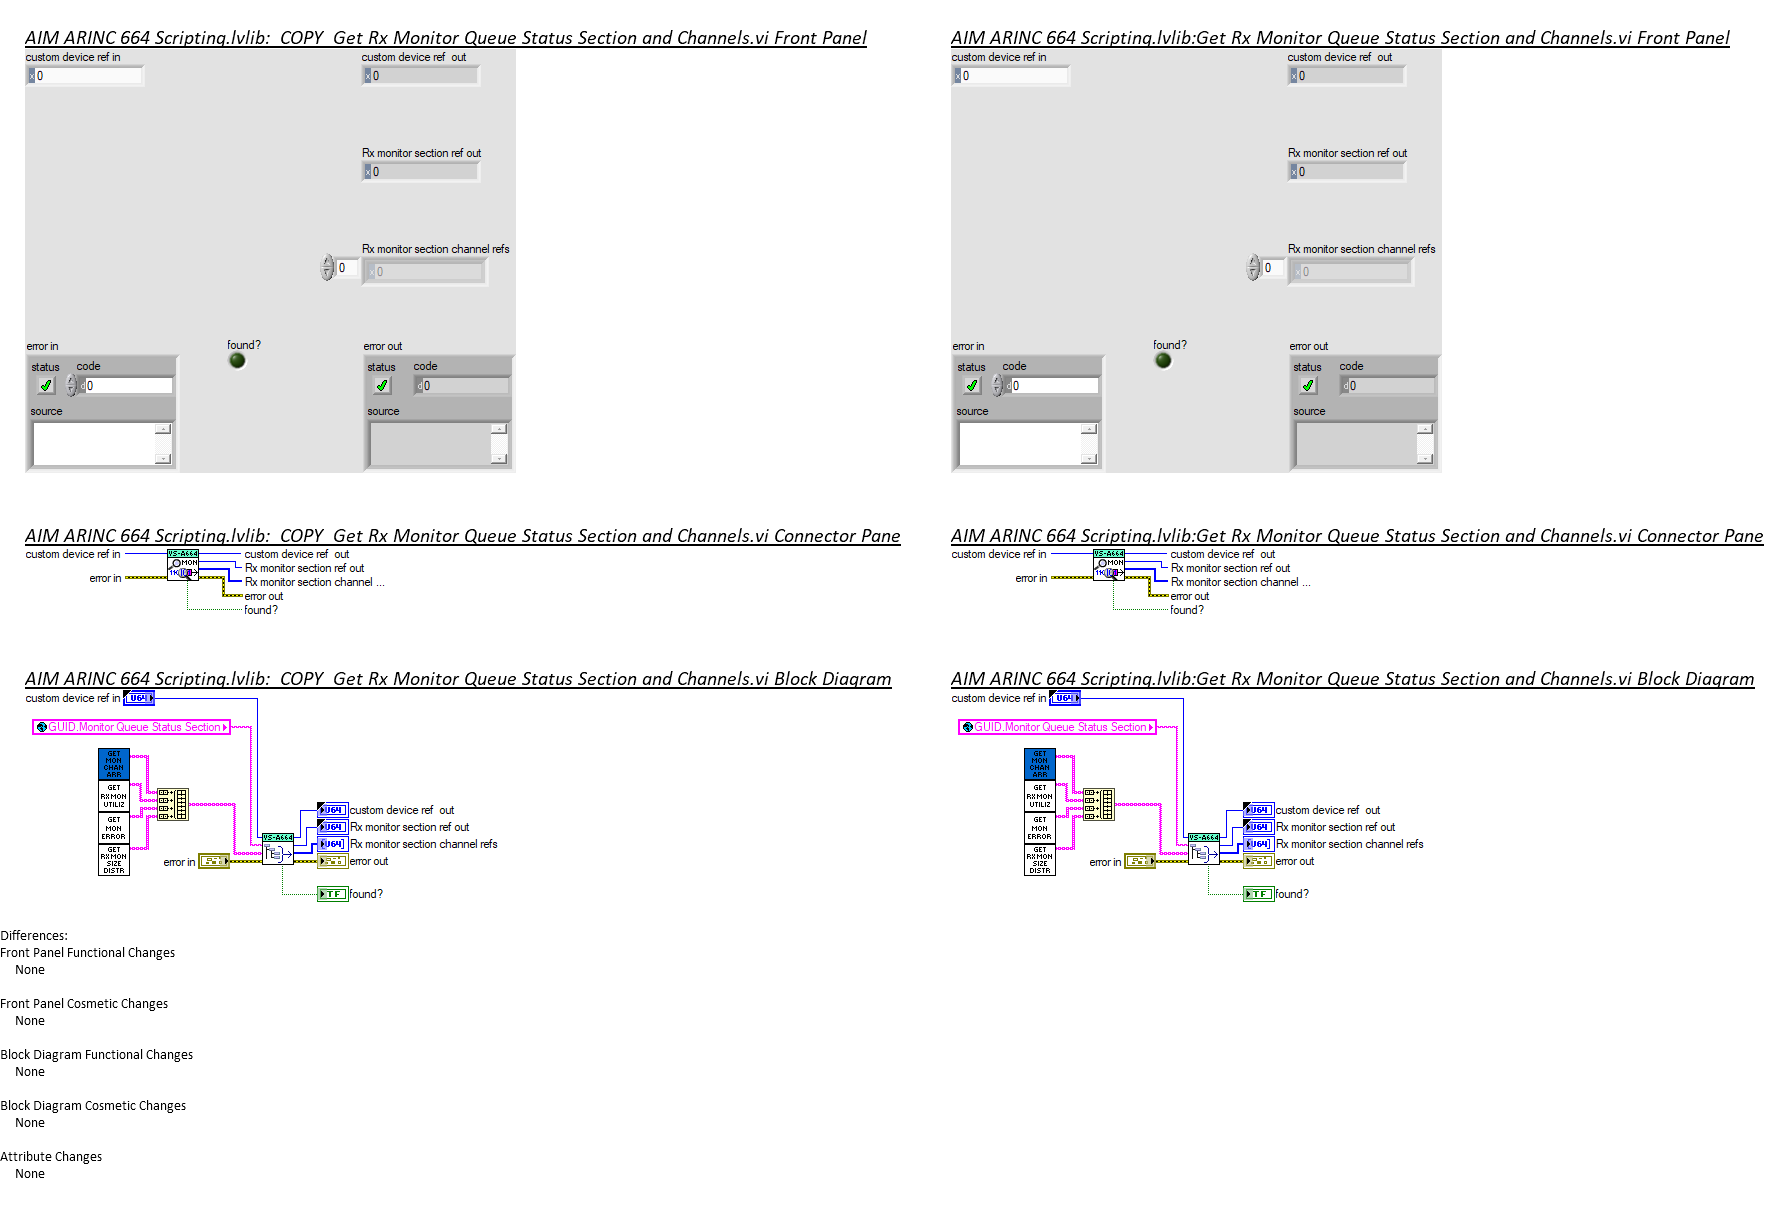 AIM ARINC 664 Scripting.lvlib:  COPY  Get Rx Monitor Queue Status Section and Channels.vi Front Panel
custom device ref in
custom device ref  out
x 0
x 0
Rx monitor section ref out
x 0
Rx monitor section channel refs
0
x 0
error in
found?
error out
status
code
status
code
d 0
d 0
source
source
AIM ARINC 664 Scripting.lvlib:Get Rx Monitor Queue Status Section and Channels.vi Front Panel
custom device ref in
custom device ref  out
x 0
x 0
Rx monitor section ref out
x 0
Rx monitor section channel refs
0
x 0
error in
found?
error out
status
code
status
code
d 0
d 0
source
source
AIM ARINC 664 Scripting.lvlib:  COPY  Get Rx Monitor Queue Status Section and Channels.vi Connector Pane
custom device ref in
VS-A664
MON
custom device ref  out
Rx monitor section ref out
Rx monitor section channel ...
error in
error out
found?
AIM ARINC 664 Scripting.lvlib:Get Rx Monitor Queue Status Section and Channels.vi Connector Pane
custom device ref in
VS-A664
MON
custom device ref  out
Rx monitor section ref out
Rx monitor section channel ...
error in
error out
found?
AIM ARINC 664 Scripting.lvlib:  COPY  Get Rx Monitor Queue Status Section and Channels.vi Block Diagram
custom device ref in
U64
GUID.Monitor Queue Status Section
GET
MON
CHAN
ARR
GET
RXMON
UTILIZ
GET
MON
ERROR
GET
RXMON
SIZE
DISTR
VS-A664
U64
custom device ref  out
U64
Rx monitor section ref out
U64
Rx monitor section channel refs
error in
error out
TF
found?
AIM ARINC 664 Scripting.lvlib:Get Rx Monitor Queue Status Section and Channels.vi Block Diagram
custom device ref in
U64
GUID.Monitor Queue Status Section
GET
MON
CHAN
ARR
GET
RXMON
UTILIZ
GET
MON
ERROR
GET
RXMON
SIZE
DISTR
VS-A664
U64
custom device ref  out
U64
Rx monitor section ref out
U64
Rx monitor section channel refs
error in
error out
TF
found?
Differences:
Front Panel Functional Changes
None
Front Panel Cosmetic Changes
None
Block Diagram Functional Changes
None
Block Diagram Cosmetic Changes
None
Attribute Changes
None